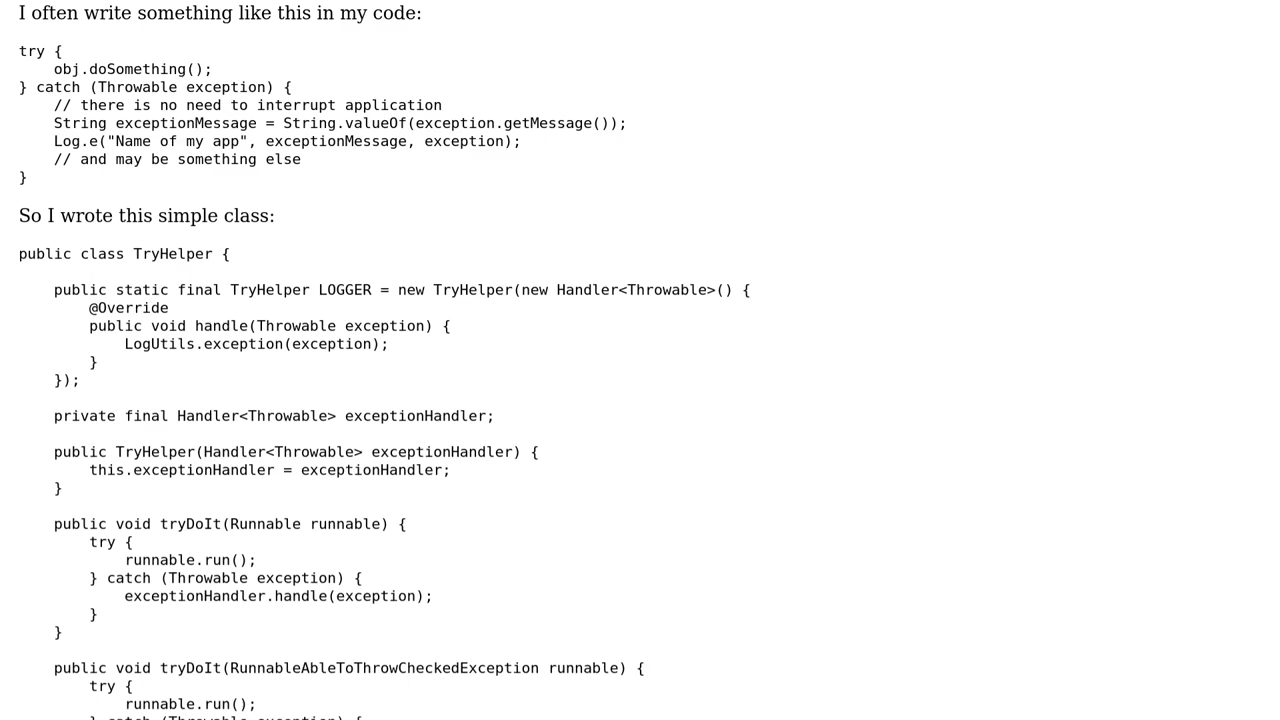 I often write something like this in my code:
try {
    obj.doSomething();
} catch (Throwable exception) {
    // there is no need to interrupt application
    String exceptionMessage = String.valueOf(exception.getMessage());
    Log.e("Name of my app", exceptionMessage, exception);
    // and may be something else
}
So I wrote this simple class:
public class TryHelper {
    public static final TryHelper LOGGER = new TryHelper(new Handler<Throwable>() {
        @Override
        public void handle(Throwable exception) {
            LogUtils.exception(exception);
        }
    });
    private final Handler<Throwable> exceptionHandler;
    public TryHelper(Handler<Throwable> exceptionHandler) {
        this.exceptionHandler = exceptionHandler;
    }
    public void tryDoIt(Runnable runnable) {
        try {
            runnable.run();
        } catch (Throwable exception) {
            exceptionHandler.handle(exception);
        }
    }
    public void tryDoIt(RunnableAbleToThrowCheckedException runnable) {
        try {
            runnable.run();
        } catch (Throwable exception) {